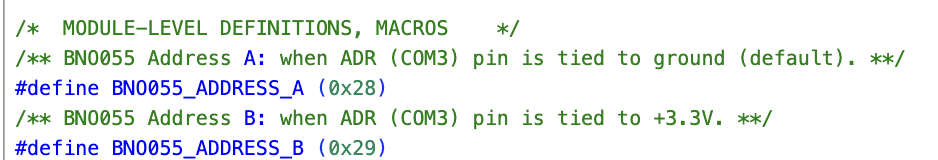 /*  MODULE-LEVEL DEFINITIONS, MACROS    */
/** BNO055 Address A: when ADR (COM3) pin is tied to ground (default). **/
#define BNO055_ADDRESS_A (0x28)
/** BNO055 Address B: when ADR (COM3) pin is tied to +3.3V. **/
#define BNO055_ADDRESS_B (0x29)